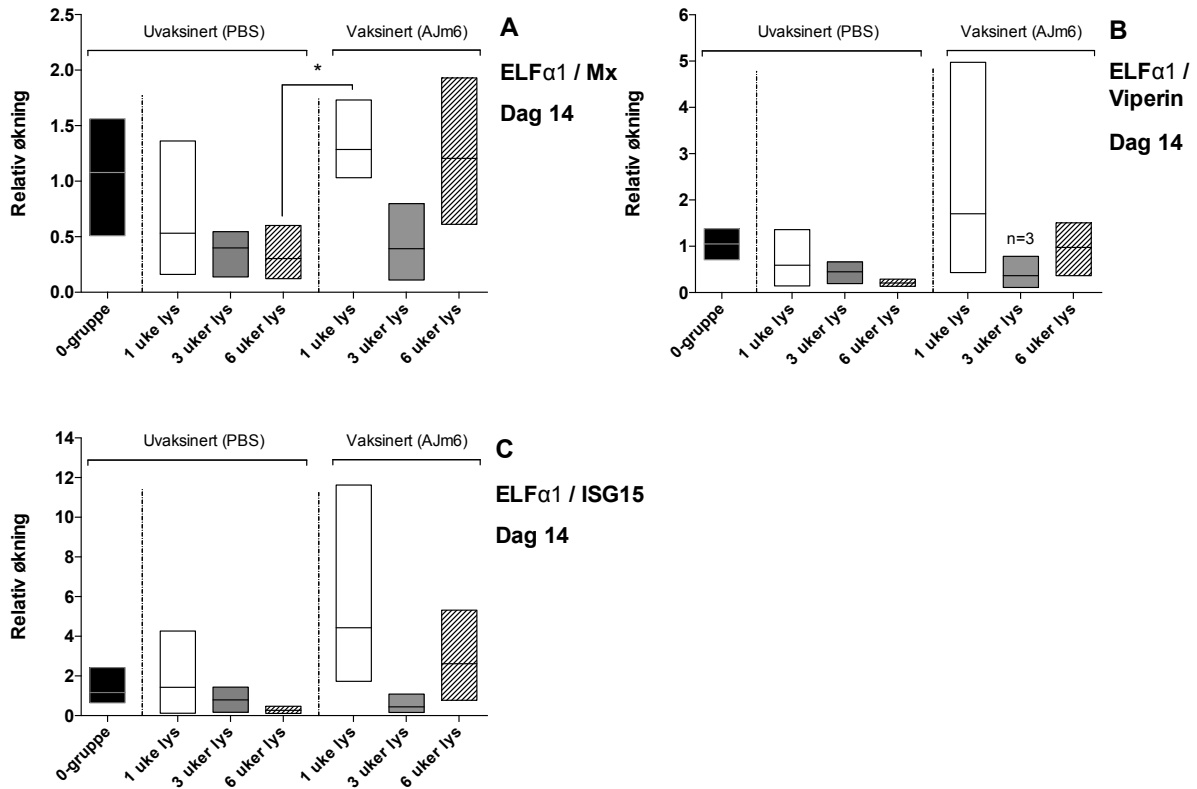 Uvaksinert (PBS)
Vaksinert (AJm6)
A
ELFα1 / Mx
Dag 14
*
Relativ økning
2.5
2.0
1.5
1.0
0.5
0.0
0-gruppe
1 uke lys
3 uker lys
6 uker lys
1 uke lys
3 uker lys
6 uker lys
Uvaksinert (PBS)
Vaksinert (AJm6)
B
ELFα1 /
Viperin
Dag 14
n=3
Relativ økning
6
5
4
3
2
1
0
0-gruppe
1 uke lys
3 uker lys
6 uker lys
1 uke lys
3 uker lys
6 uker lys
Uvaksinert (PBS)
Vaksinert (AJm6)
C
ELFα1 / ISG15
Dag 14
Relativ økning
14
12
10
8
6
4
2
0
0-gruppe
1 uke lys
3 uker lys
6 uker lys
1 uke lys
3 uker lys
6 uker lys